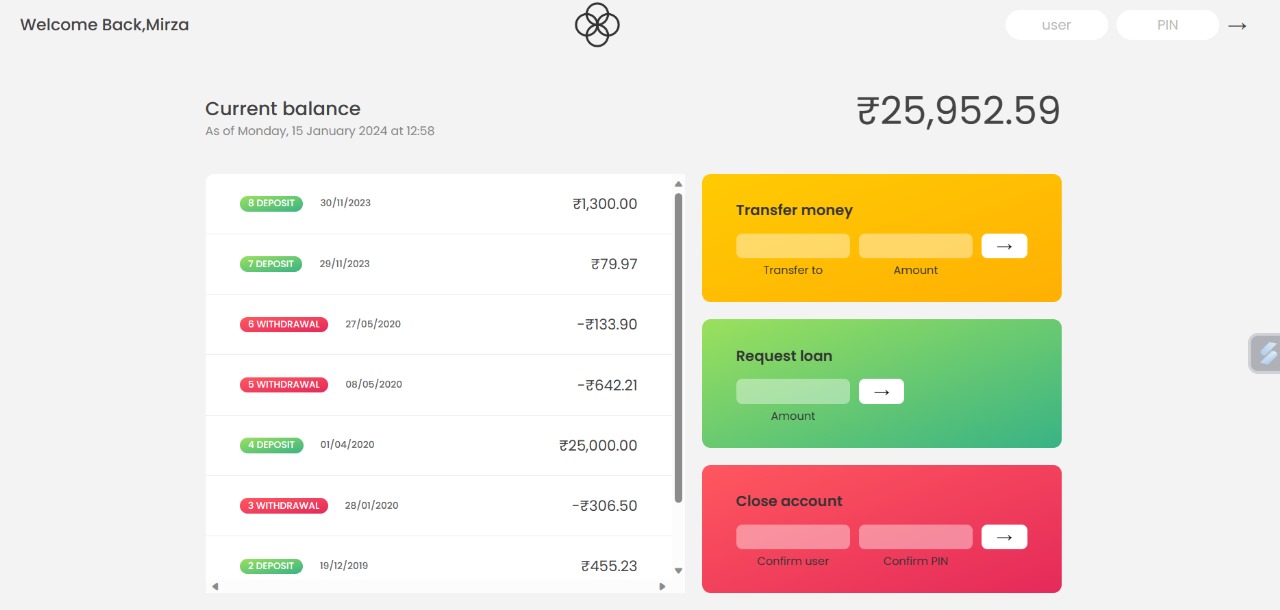 Welcome Back,Mirza
user PIN →
Current balance
As of Monday, 15 January 2024 at 12:58
₹25,952.59
8 DEPOSIT 30/11/2023 ₹1,300.00
7 DEPOSIT 29/11/2023 ₹79.97
6 WITHDRAWAL 27/05/2020 -₹133.90
5 WITHDRAWAL 08/05/2020 -₹642.21
4 DEPOSIT 01/04/2020 ₹25,000.00
3 WITHDRAWAL 28/01/2020 -₹306.50
2 DEPOSIT 19/12/2019 ₹455.23
Transfer money
→
Transfer to Amount
Request loan
→
Amount
Close account
→
Confirm user Confirm PIN